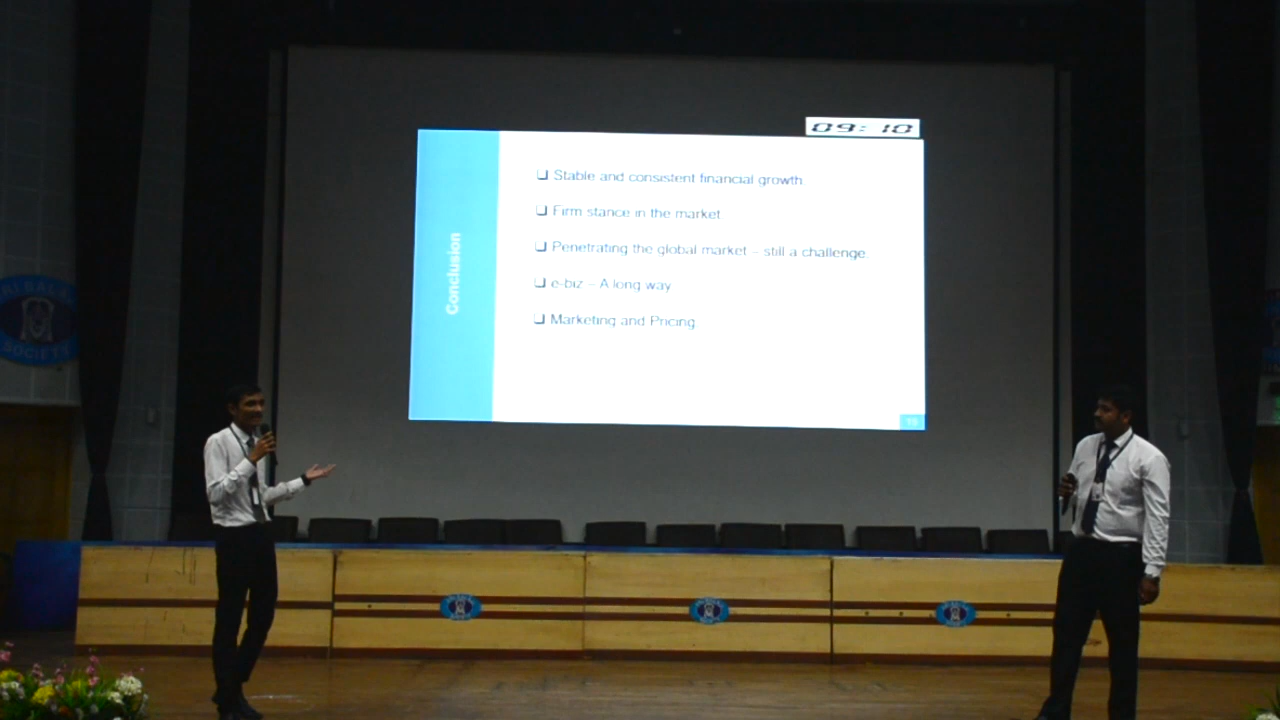 09:10
Conclusion
❑ Stable and consistent financial growth.
❑ Firm stance in the market
❑ Penetrating the global market – still a challenge.
❑ e-biz – A long way
❑ Marketing and Pricing
SOCIETY